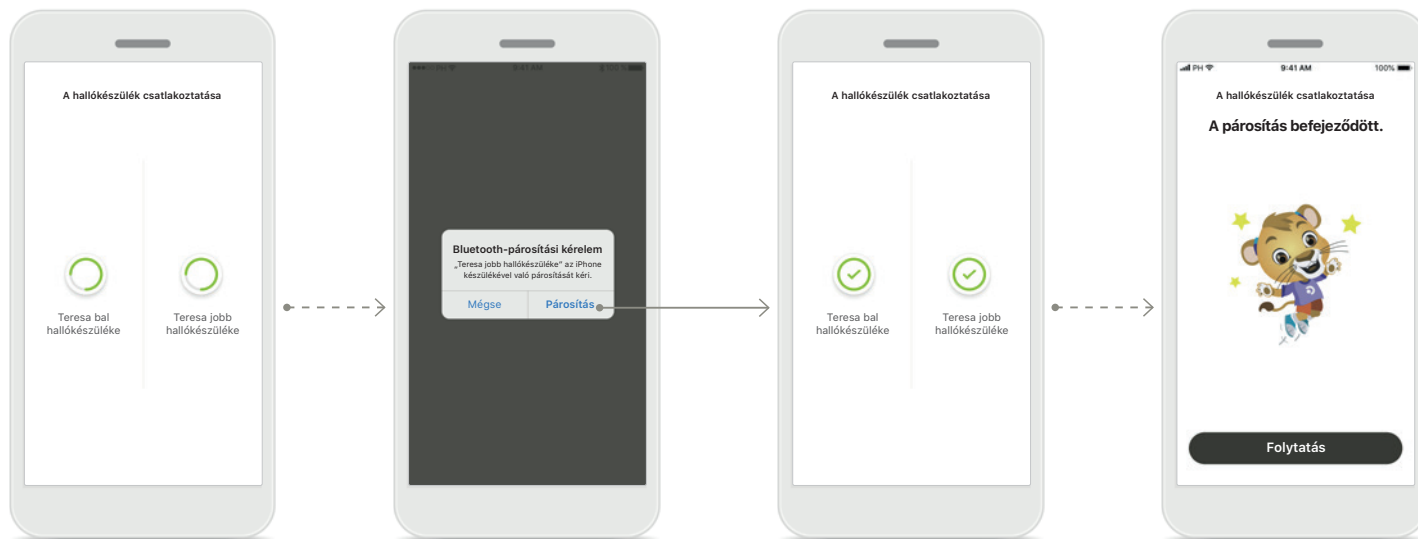 A hallókészülék csatlakoztatása
Teresa bal
hallókészüléke
Teresa jobb
hallókészüléke
9:41 AM
100 %
Bluetooth-párosítási kérelem
„Teresa jobb hallókészüléke" az iPhone
készülékével való párosítását kéri.
Mégse
Párosítás
A hallókészülék csatlakoztatása
Teresa bal
hallókészüléke
Teresa jobb
hallókészüléke
PH 9:41 AM 100%
A hallókészülék csatlakoztatása
A párosítás befejeződött.
Folytatás